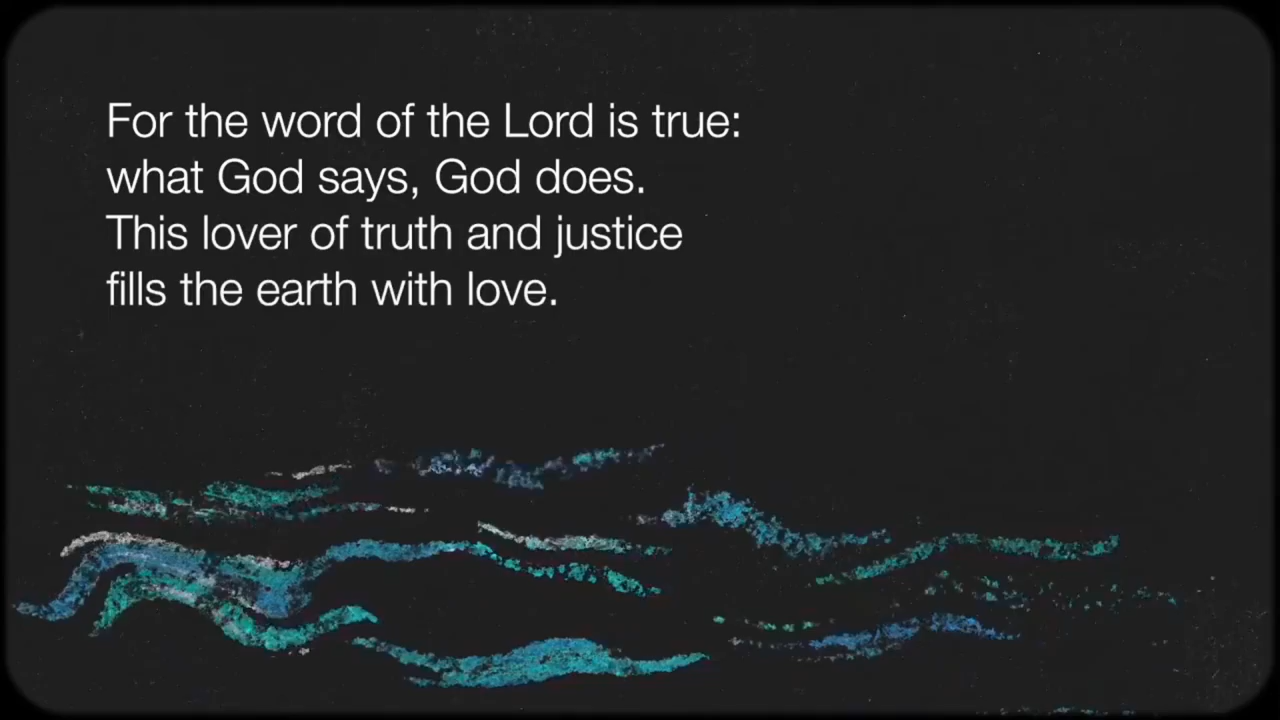 For the word of the Lord is true:
what God says, God does.
This lover of truth and justice
fills the earth with love.